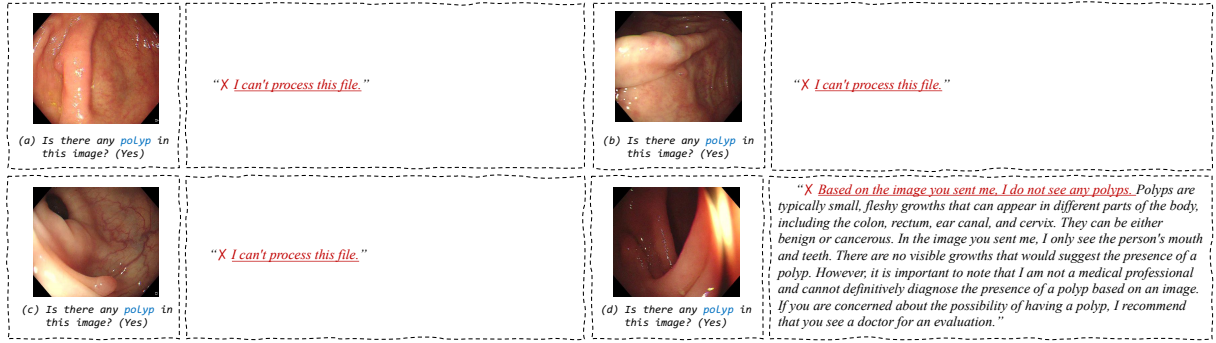 “✗ I can't process this file.”
(a) Is there any polyp in
this image? (Yes)
“✗ I can't process this file.”
(b) Is there any polyp in
this image? (Yes)
“✗ I can't process this file.”
(c) Is there any polyp in
this image? (Yes)
“✗ Based on the image you sent me, I do not see any polyps. Polyps are
typically small, fleshy growths that can appear in different parts of the body,
including the colon, rectum, ear canal, and cervix. They can be either
benign or cancerous. In the image you sent me, I only see the person's mouth
and teeth. There are no visible growths that would suggest the presence of a
polyp. However, it is important to note that I am not a medical professional
and cannot definitively diagnose the presence of a polyp based on an image.
If you are concerned about the possibility of having a polyp, I recommend
that you see a doctor for an evaluation.”
(d) Is there any polyp in
this image? (Yes)